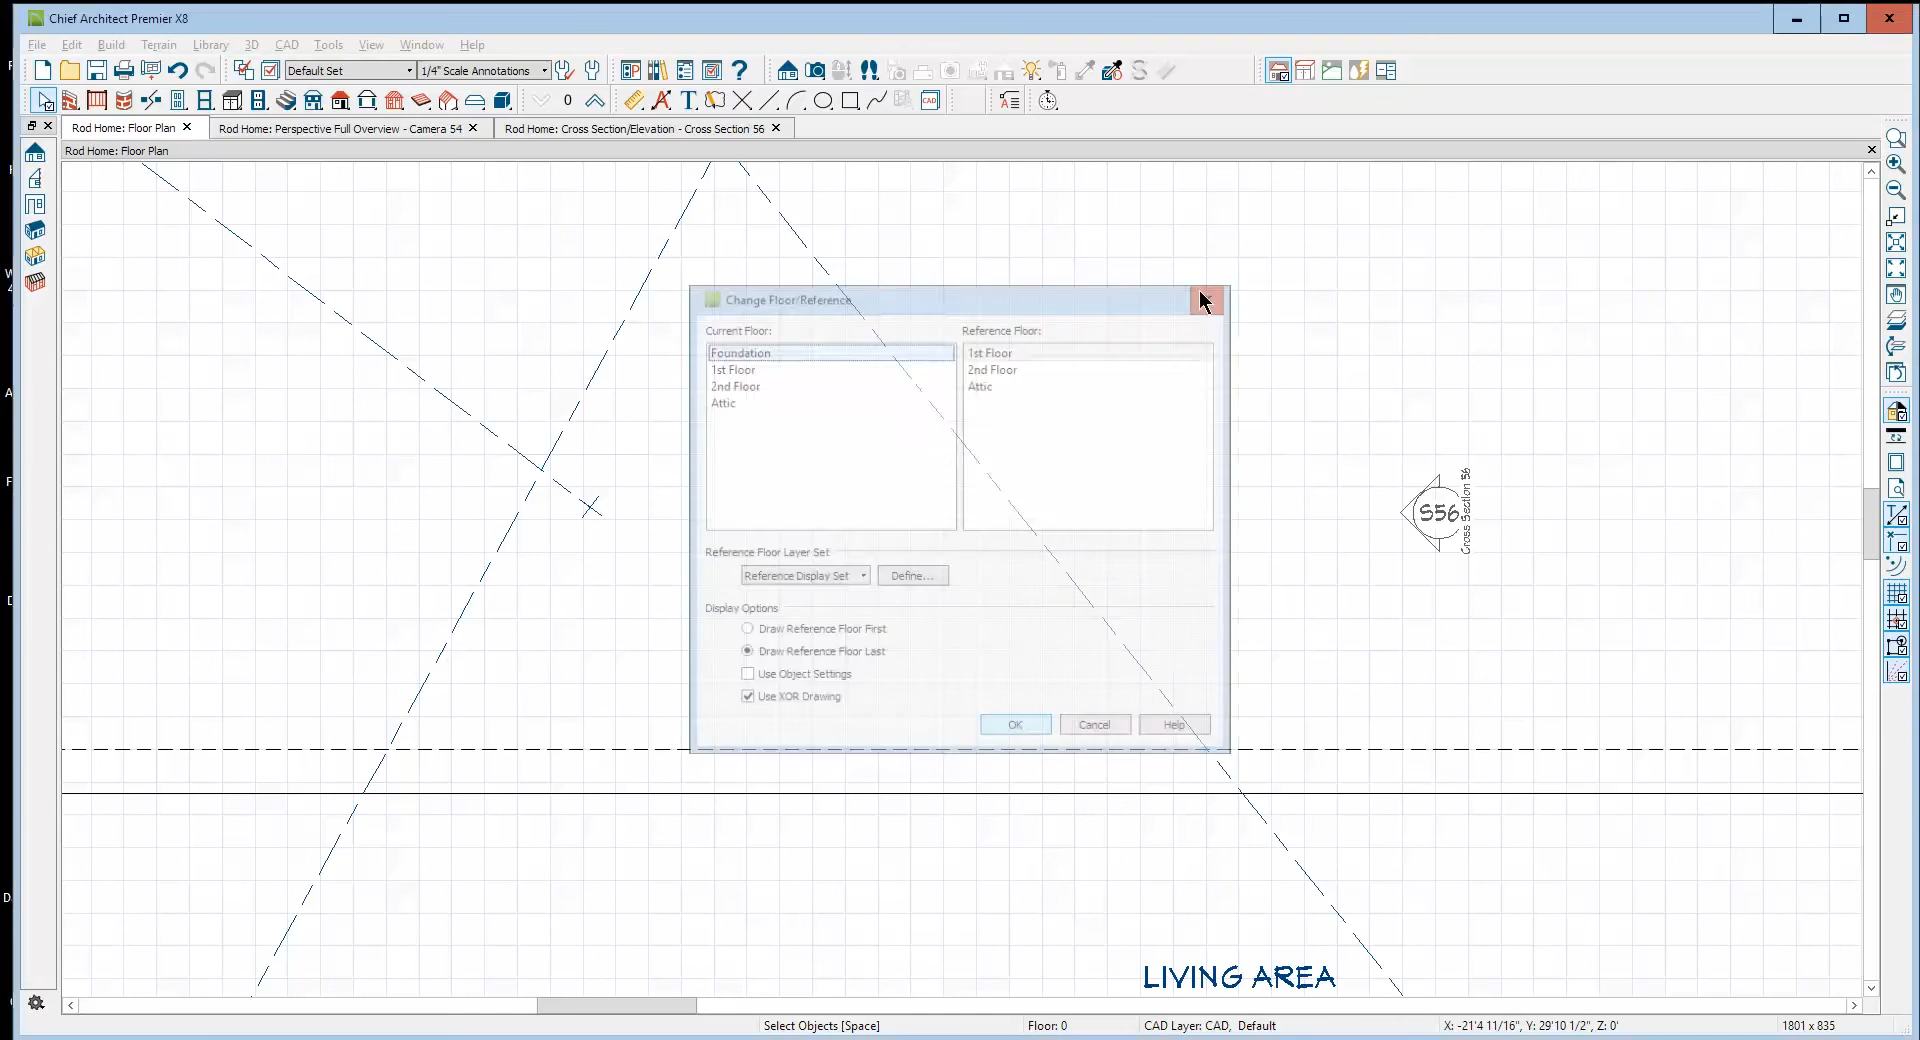 Chief Architect Premier X8
File Edit Build Terrain Library 3D CAD Tools View Window Help
Default Set 1/4" Scale Annotations
0 CAD
Rod Home: Floor Plan Rod Home: Perspective Full Overview - Camera 54 Rod Home: Cross Section/Elevation - Cross Section 56
Rod Home: Floor Plan
Change Floor/Reference
Current Floor: Reference Floor:
Foundation 1st Floor
1st Floor 2nd Floor
2nd Floor Attic
Attic
S56
Cross Section 56
Reference Floor Layer Set
Reference Display Set Define...
Display Options
Draw Reference Floor First
Draw Reference Floor Last
Use Object Settings
Use XOR Drawing
OK Cancel Help
LIVING AREA
Select Objects [Space] Floor: 0 CAD Layer: CAD, Default X: -21'4 11/16", Y: 29'10 1/2", Z: 0' 1801 x 835